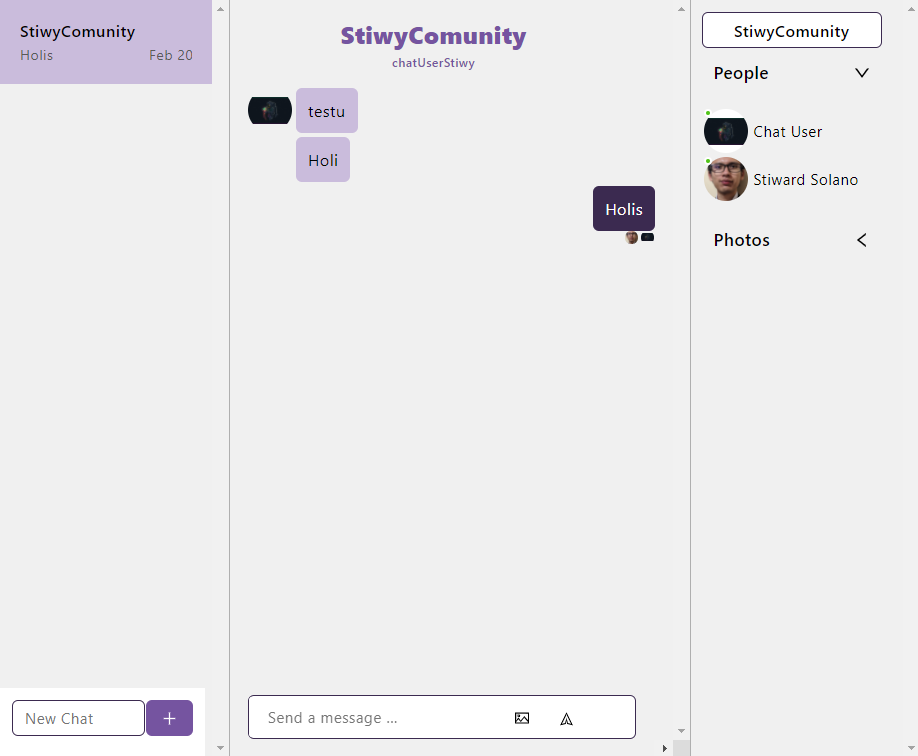 StiwyComunity
Holis Feb 20
New Chat
StiwyComunity
chatUserStiwy
testu
Holi
Holis
Send a message ...
StiwyComunity
People
Chat User
Stiward Solano
Photos